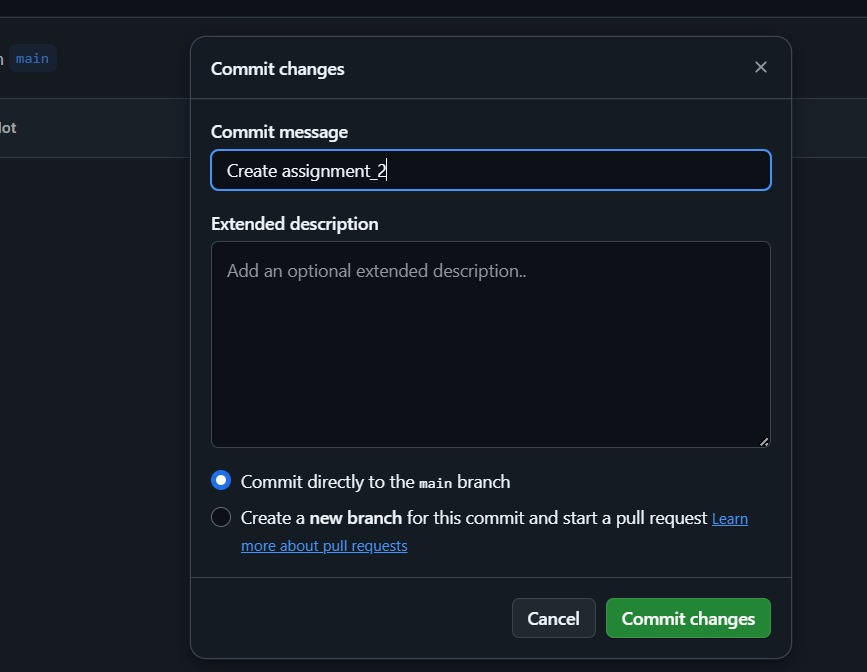 main
Commit changes
lot
Commit message
Create assignment_2
Extended description
Add an optional extended description..
Commit directly to the main branch
Create a new branch for this commit and start a pull request Learn
more about pull requests
Cancel Commit changes